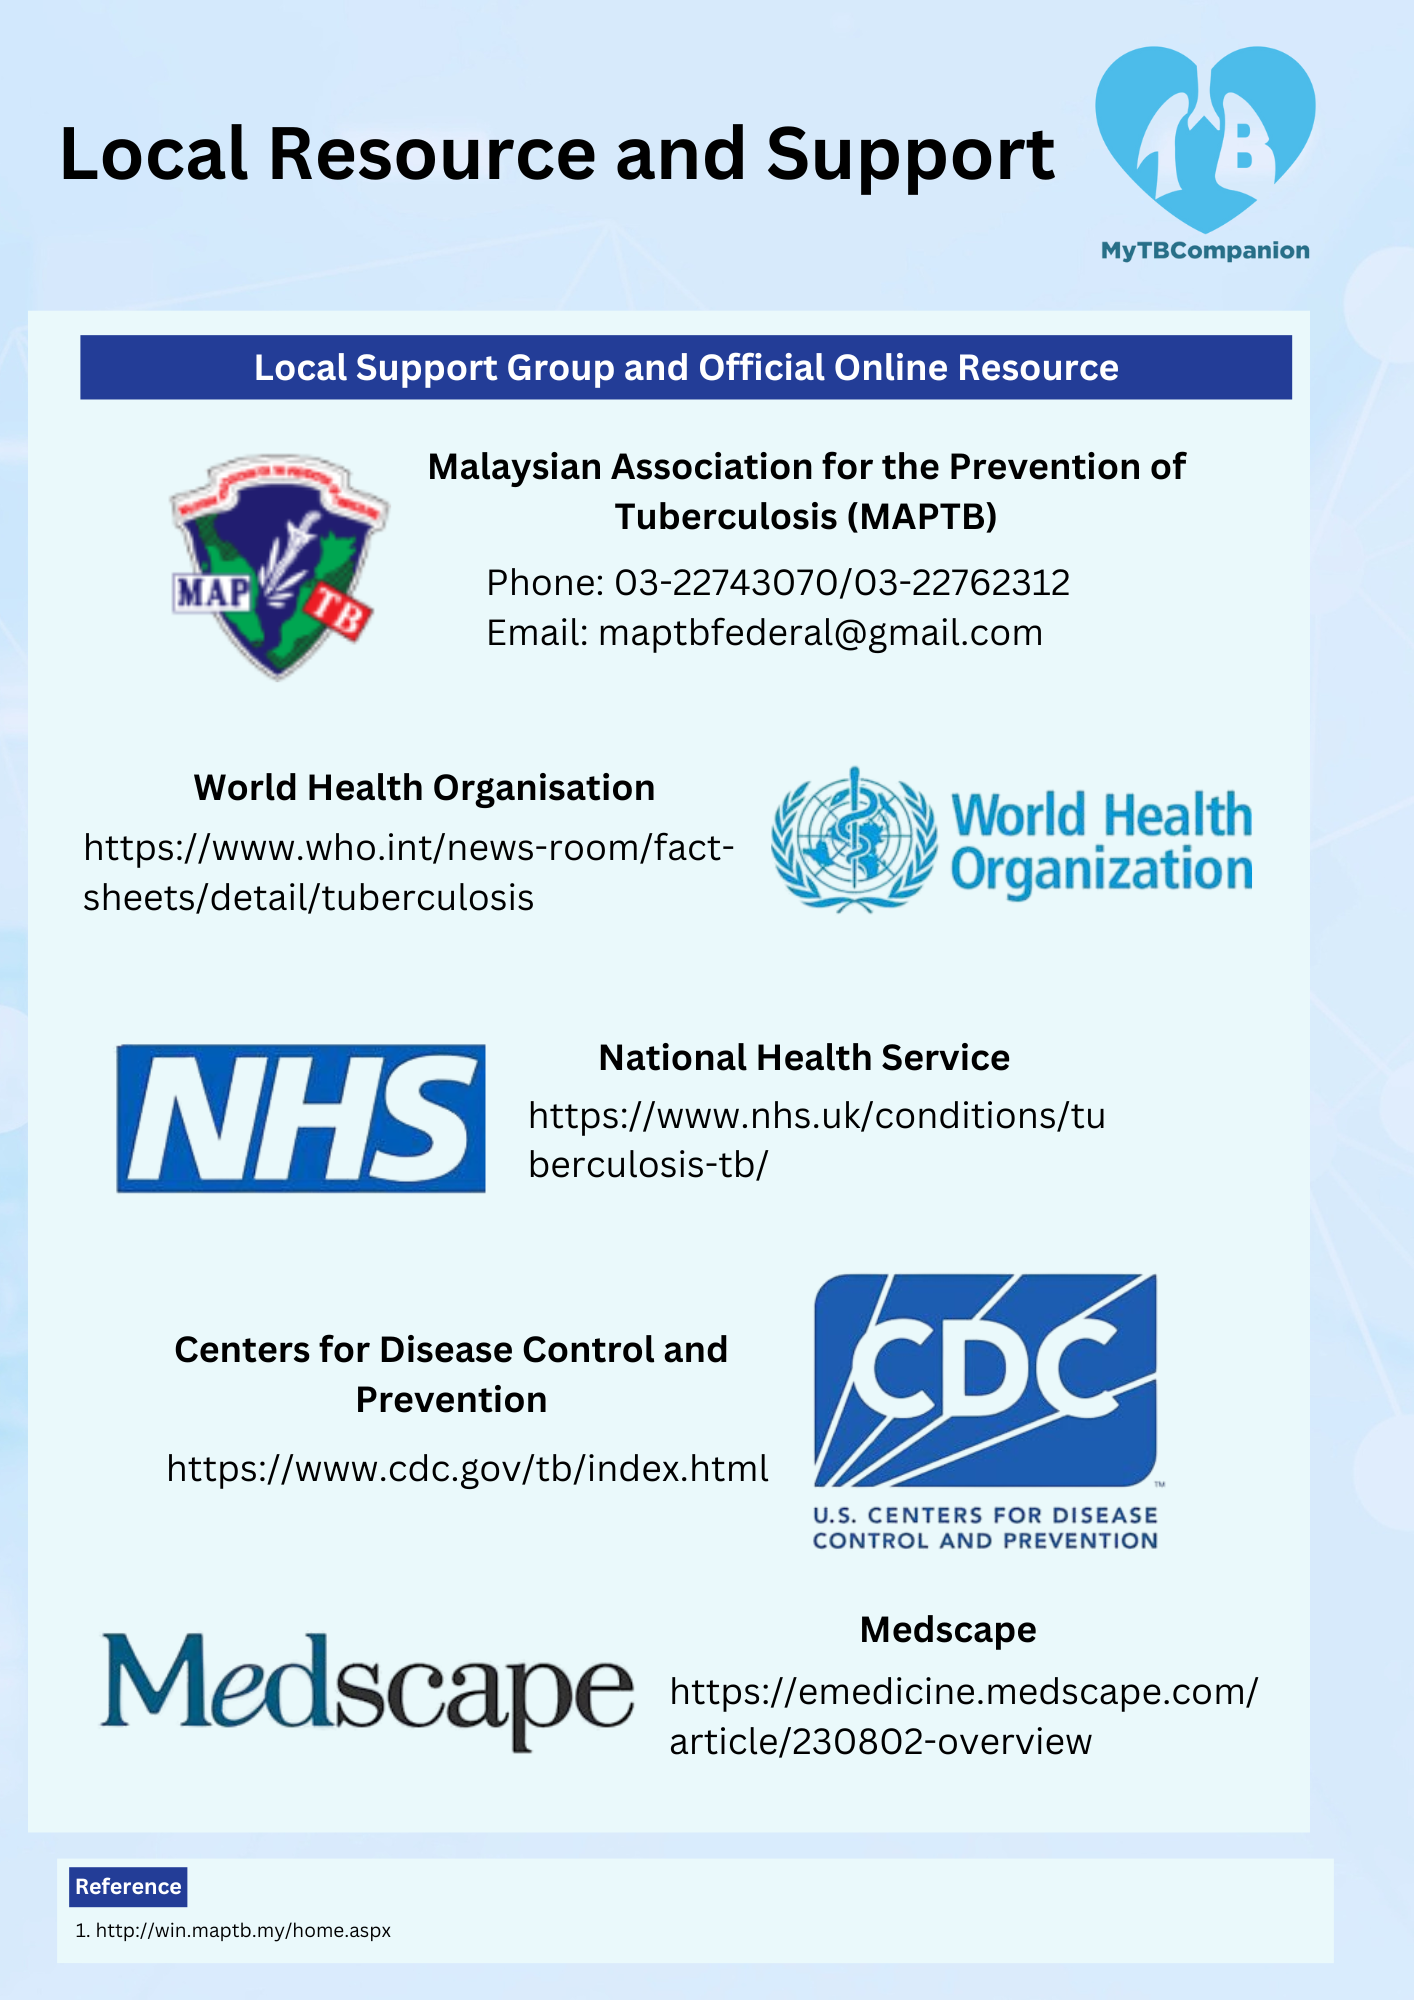 Local Resource and Support
TB
MyTBCompanion
Local Support Group and Official Online Resource
Malaysian Association for the Prevention of
Tuberculosis (MAPTB)
MAP
TB
Phone: 03-22743070/03-22762312
Email: maptbfederal@gmail.com
World Health Organisation
https://www.who.int/news-room/fact-
sheets/detail/tuberculosis
World Health
Organization
NHS
National Health Service
https://www.nhs.uk/conditions/tu
berculosis-tb/
Centers for Disease Control and
Prevention
https://www.cdc.gov/tb/index.html
CDC
TM
U.S. CENTERS FOR DISEASE
CONTROL AND PREVENTION
Medscape
Medscape
https://emedicine.medscape.com/
article/230802-overview
Reference
1. http://win.maptb.my/home.aspx